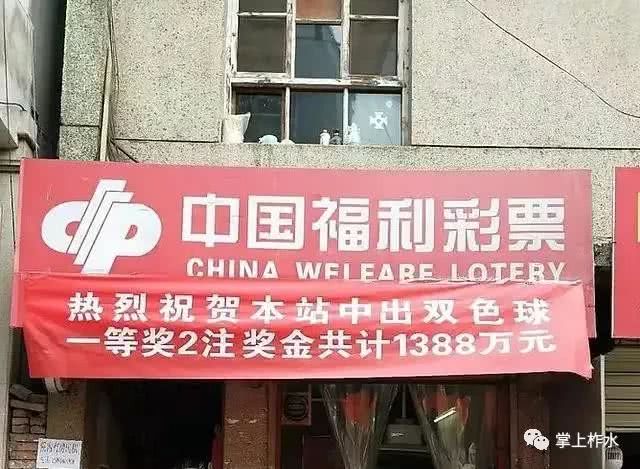 中国福利彩票
CHINA WELFARE LOTERY
热烈祝贺本站中出双色球
一等奖2注奖金共计1388万元
掌上柞水